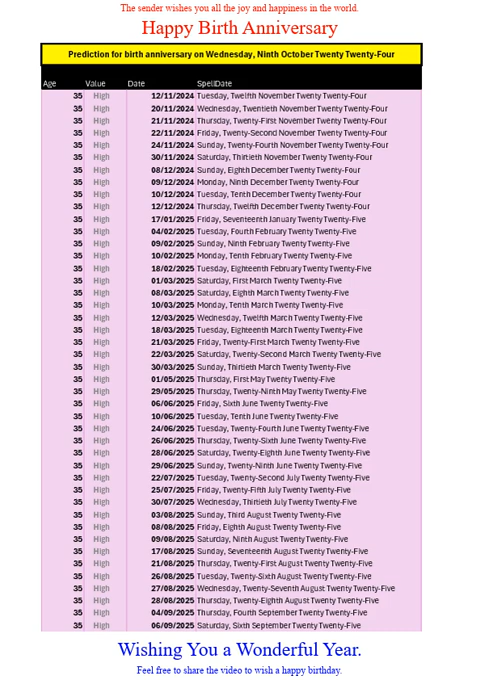 The sender wishes you all the joy and happiness in the world.
Happy Birth Anniversary
Prediction for birth anniversary on Wednesday, Ninth October Twenty Twenty-Four
Age Value Date SpellDate
35 High 12/11/2024 Tuesday, Twelfth November Twenty Twenty-Four
35 High 20/11/2024 Wednesday, Twentieth November Twenty Twenty-Four
35 High 21/11/2024 Thursday, Twenty-First November Twenty Twenty-Four
35 High 22/11/2024 Friday, Twenty-Second November Twenty Twenty-Four
35 High 24/11/2024 Sunday, Twenty-Fourth November Twenty Twenty-Four
35 High 30/11/2024 Saturday, Thirtieth November Twenty Twenty-Four
35 High 08/12/2024 Sunday, Eighth December Twenty Twenty-Four
35 High 09/12/2024 Monday, Ninth December Twenty Twenty-Four
35 High 10/12/2024 Tuesday, Tenth December Twenty Twenty-Four
35 High 12/12/2024 Thursday, Twelfth December Twenty Twenty-Four
35 High 17/01/2025 Friday, Seventeenth January Twenty Twenty-Five
35 High 04/02/2025 Tuesday, Fourth February Twenty Twenty-Five
35 High 09/02/2025 Sunday, Ninth February Twenty Twenty-Five
35 High 10/02/2025 Monday, Tenth February Twenty Twenty-Five
35 High 18/02/2025 Tuesday, Eighteenth February Twenty Twenty-Five
35 High 01/03/2025 Saturday, First March Twenty Twenty-Five
35 High 08/03/2025 Saturday, Eighth March Twenty Twenty-Five
35 High 10/03/2025 Monday, Tenth March Twenty Twenty-Five
35 High 12/03/2025 Wednesday, Twelfth March Twenty Twenty-Five
35 High 18/03/2025 Tuesday, Eighteenth March Twenty Twenty-Five
35 High 21/03/2025 Friday, Twenty-First March Twenty Twenty-Five
35 High 22/03/2025 Saturday, Twenty-Second March Twenty Twenty-Five
35 High 30/03/2025 Sunday, Thirtieth March Twenty Twenty-Five
35 High 01/05/2025 Thursday, First May Twenty Twenty-Five
35 High 29/05/2025 Thursday, Twenty-Ninth May Twenty Twenty-Five
35 High 06/06/2025 Friday, Sixth June Twenty Twenty-Five
35 High 10/06/2025 Tuesday, Tenth June Twenty Twenty-Five
35 High 24/06/2025 Tuesday, Twenty-Fourth June Twenty Twenty-Five
35 High 26/06/2025 Thursday, Twenty-Sixth June Twenty Twenty-Five
35 High 28/06/2025 Saturday, Twenty-Eighth June Twenty Twenty-Five
35 High 29/06/2025 Sunday, Twenty-Ninth June Twenty Twenty-Five
35 High 22/07/2025 Tuesday, Twenty-Second July Twenty Twenty-Five
35 High 25/07/2025 Friday, Twenty-Fifth July Twenty Twenty-Five
35 High 30/07/2025 Wednesday, Thirtieth July Twenty Twenty-Five
35 High 03/08/2025 Sunday, Third August Twenty Twenty-Five
35 High 08/08/2025 Friday, Eighth August Twenty Twenty-Five
35 High 09/08/2025 Saturday, Ninth August Twenty Twenty-Five
35 High 17/08/2025 Sunday, Seventeenth August Twenty Twenty-Five
35 High 21/08/2025 Thursday, Twenty-First August Twenty Twenty-Five
35 High 26/08/2025 Tuesday, Twenty-Sixth August Twenty Twenty-Five
35 High 27/08/2025 Wednesday, Twenty-Seventh August Twenty Twenty-Five
35 High 28/08/2025 Thursday, Twenty-Eighth August Twenty Twenty-Five
35 High 04/09/2025 Thursday, Fourth September Twenty Twenty-Five
35 High 06/09/2025 Saturday, Sixth September Twenty Twenty-Five
Wishing You a Wonderful Year.
Feel free to share the video to wish a happy birthday.